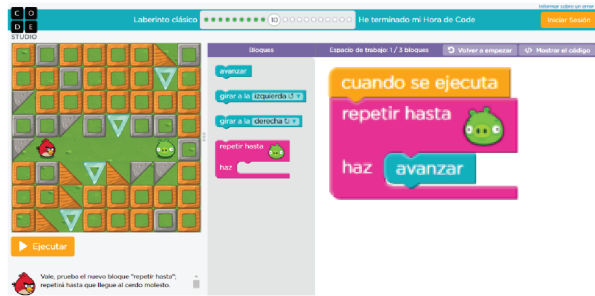 Informar sobre un error
C O
D E
STUDIO
Laberinto clásico
10
He terminado mi Hora de Code
Iniciar Sesión
Bloques
Espacio de trabajo: 1 / 3 bloques
Volver a empezar
Mostrar el código
avanzar
girar a la izquierda
girar a la derecha
repetir hasta
haz
cuando se ejecuta
repetir hasta
haz avanzar
Ejecutar
Vale, prueba el nuevo bloque "repetir hasta";
repetirá hasta que llegue al cerdo molesto.